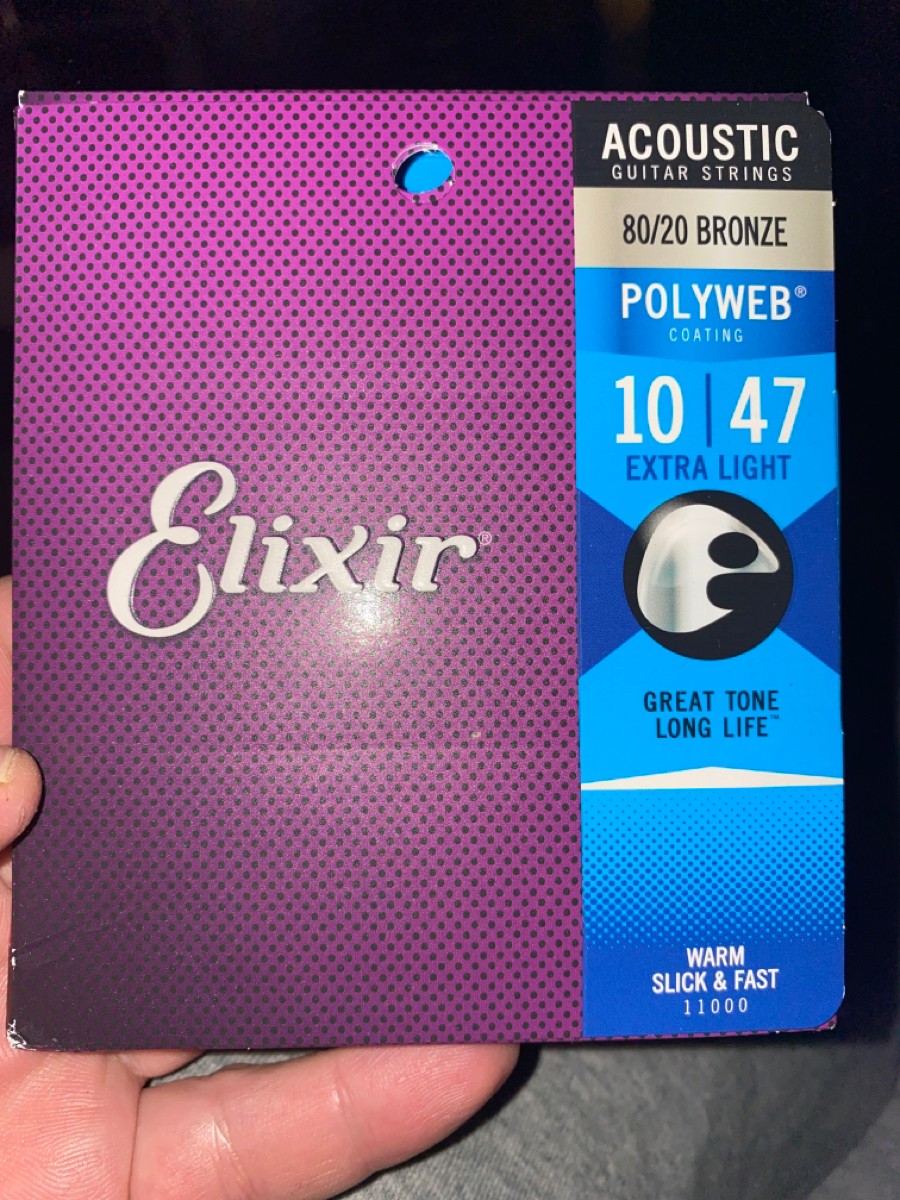 Elixir®
ACOUSTIC
GUITAR STRINGS
80/20 BRONZE
POLYWEB®
COATING
10 | 47
EXTRA LIGHT
e
GREAT TONE
LONG LIFE™
WARM
SLICK & FAST
11000